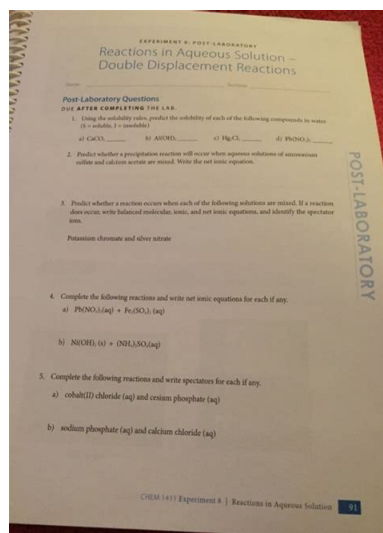 EXPERIMENT 8: POST-LABORATORY
Reactions in Aqueous Solution –
Double Displacement Reactions
Name: Section:
Post-Laboratory Questions
DUE AFTER COMPLETING THE LAB.
1. Using the solubility rules, predict the solubility of each of the following compounds in water
(S = soluble, I = insoluble)
a) CaCO₃ b) Al(OH)₃ c) Hg₂Cl₂ d) Pb(NO₃)₂
2. Predict whether a precipitation reaction will occur when aqueous solutions of ammonium
sulfate and calcium acetate are mixed. Write the net ionic equation.
3. Predict whether a reaction occurs when each of the following solutions are mixed. If a reaction
does occur, write balanced molecular, ionic, and net ionic equations, and identify the spectator
ions.
Potassium chromate and silver nitrate
4. Complete the following reactions and write net ionic equations for each if any.
a) Pb(NO₃)₂(aq) + Fe₂(SO₄)₃ (aq)
b) Ni(OH)₂ (s) + (NH₄)₂SO₄(aq)
5. Complete the following reactions and write spectators for each if any.
a) cobalt(II) chloride (aq) and cesium phosphate (aq)
b) sodium phosphate (aq) and calcium chloride (aq)
POST-LABORATORY
CHEM 1411 Experiment 8 | Reactions in Aqueous Solution 91